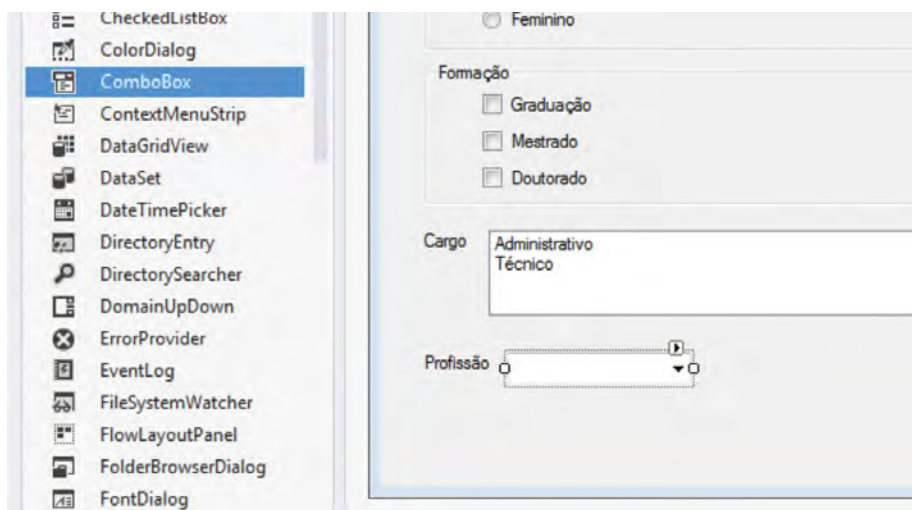 CheckedListBox
ColorDialog
ComboBox
ContextMenuStrip
DataGridView
DataSet
DateTimePicker
DirectoryEntry
DirectorySearcher
DomainUpDown
ErrorProvider
EventLog
FileSystemWatcher
FlowLayoutPanel
FolderBrowserDialog
FontDialog
Feminino
Formação
Graduação
Mestrado
Doutorado
Cargo
Administrativo
Técnico
Profissão